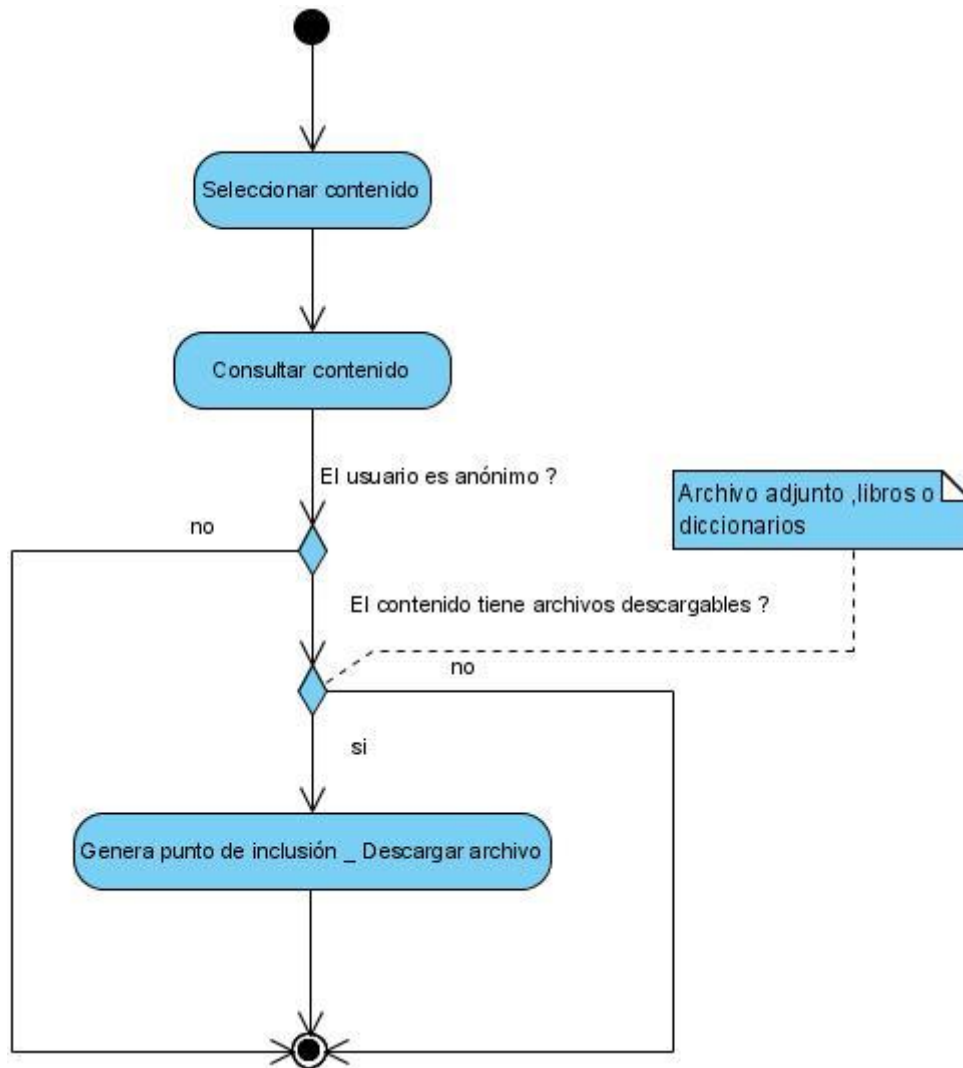 Seleccionar contenido
Consultar contenido
El usuario es anónimo ?
Archivo adjunto ,libros o
diccionarios
no
El contenido tiene archivos descargables ?
no
si
Genera punto de inclusión _ Descargar archivo